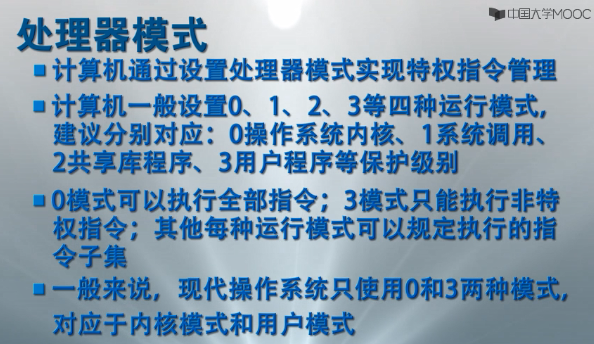 中国大学MOOC
处理器模式
计算机通过设置处理器模式实现特权指令管理
计算机一般设置0、1、2、3等四种运行模式,
建议分别对应：0操作系统内核、1系统调用、
2共享库程序、3用户程序等保护级别
0模式可以执行全部指令；3模式只能执行非特
权指令；其他每种运行模式可以规定执行的指
令子集
一般来说，现代操作系统只使用0和3两种模式,
对应于内核模式和用户模式